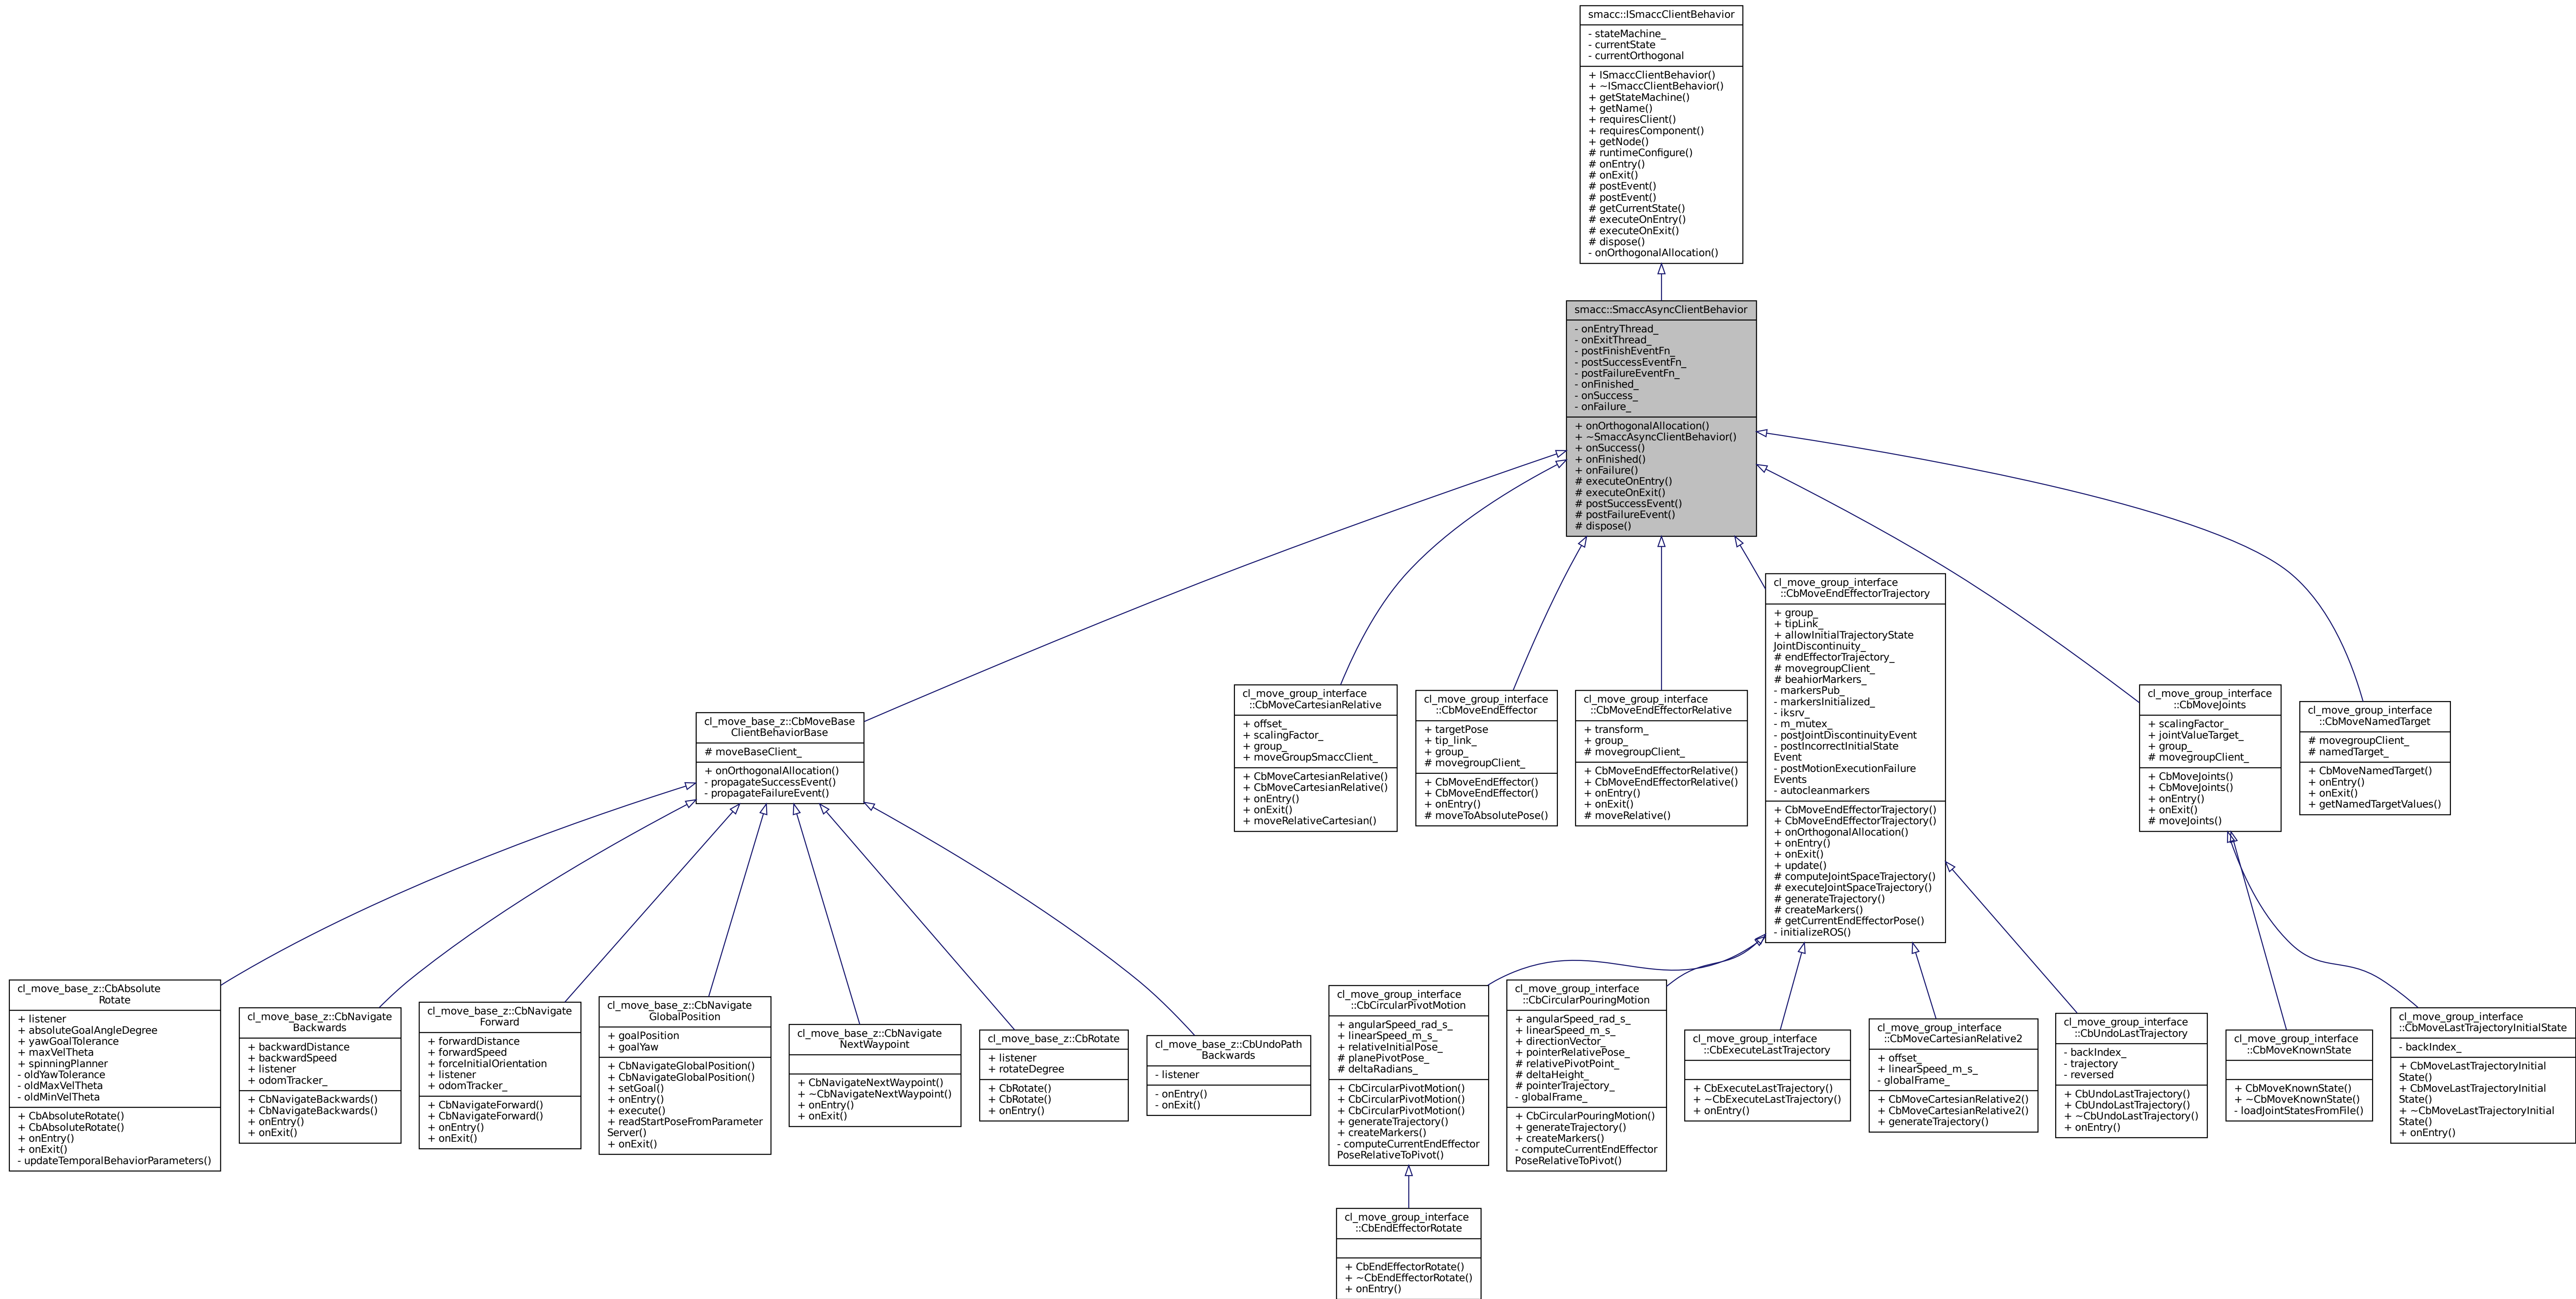 smacc::ISmaccClientBehavior
- stateMachine_
- currentState
- currentOrthogonal
+ ISmaccClientBehavior()
+ ~ISmaccClientBehavior()
+ getStateMachine()
+ getName()
+ requiresClient()
+ requiresComponent()
+ getNode()
# runtimeConfigure()
# onEntry()
# onExit()
# postEvent()
# postEvent()
# getCurrentState()
# executeOnEntry()
# executeOnExit()
# dispose()
- onOrthogonalAllocation()
smacc::SmaccAsyncClientBehavior
- onEntryThread_
- onExitThread_
- postFinishEventFn_
- postSuccessEventFn_
- postFailureEventFn_
- onFinished_
- onSuccess_
- onFailure_
+ onOrthogonalAllocation()
+ ~SmaccAsyncClientBehavior()
+ onSuccess()
+ onFinished()
+ onFailure()
# executeOnEntry()
# executeOnExit()
# postSuccessEvent()
# postFailureEvent()
# dispose()
cl_move_base_z::CbMoveBase
ClientBehaviorBase
# moveBaseClient_
+ onOrthogonalAllocation()
- propagateSuccessEvent()
- propagateFailureEvent()
cl_move_group_interface
::CbMoveCartesianRelative
+ offset_
+ scalingFactor_
+ group_
+ moveGroupSmaccClient_
+ CbMoveCartesianRelative()
+ CbMoveCartesianRelative()
+ onEntry()
+ onExit()
+ moveRelativeCartesian()
cl_move_group_interface
::CbMoveEndEffector
+ targetPose
+ tip_link_
+ group_
# movegroupClient_
+ CbMoveEndEffector()
+ CbMoveEndEffector()
+ onEntry()
# moveToAbsolutePose()
cl_move_group_interface
::CbMoveEndEffectorRelative
+ transform_
+ group_
# movegroupClient_
+ CbMoveEndEffectorRelative()
+ CbMoveEndEffectorRelative()
+ onEntry()
+ onExit()
# moveRelative()
cl_move_group_interface
::CbMoveEndEffectorTrajectory
+ group_
+ tipLink_
+ allowInitialTrajectoryState
JointDiscontinuity_
# endEffectorTrajectory_
# movegroupClient_
# beahiorMarkers_
- markersPub_
- markersInitialized_
- iksrv_
- m_mutex_
- postJointDiscontinuityEvent
- postIncorrectInitialState
Event
- postMotionExecutionFailure
Events
- autocleanmarkers
+ CbMoveEndEffectorTrajectory()
+ CbMoveEndEffectorTrajectory()
+ onOrthogonalAllocation()
+ onEntry()
+ onExit()
+ update()
# computeJointSpaceTrajectory()
# executeJointSpaceTrajectory()
# generateTrajectory()
# createMarkers()
# getCurrentEndEffectorPose()
- initializeROS()
cl_move_group_interface
::CbMoveJoints
+ scalingFactor_
+ jointValueTarget_
+ group_
# movegroupClient_
+ CbMoveJoints()
+ CbMoveJoints()
+ onEntry()
+ onExit()
# moveJoints()
cl_move_group_interface
::CbMoveNamedTarget
# movegroupClient_
# namedTarget_
+ CbMoveNamedTarget()
+ onEntry()
+ onExit()
+ getNamedTargetValues()
cl_move_base_z::CbAbsolute
Rotate
+ listener
+ absoluteGoalAngleDegree
+ yawGoalTolerance
+ maxVelTheta
+ spinningPlanner
- oldYawTolerance
- oldMaxVelTheta
- oldMinVelTheta
+ CbAbsoluteRotate()
+ CbAbsoluteRotate()
+ onEntry()
+ onExit()
- updateTemporalBehaviorParameters()
cl_move_base_z::CbNavigate
Backwards
+ backwardDistance
+ backwardSpeed
+ listener
+ odomTracker_
+ CbNavigateBackwards()
+ CbNavigateBackwards()
+ onEntry()
+ onExit()
cl_move_base_z::CbNavigate
Forward
+ forwardDistance
+ forwardSpeed
+ forceInitialOrientation
+ listener
+ odomTracker_
+ CbNavigateForward()
+ CbNavigateForward()
+ onEntry()
+ onExit()
cl_move_base_z::CbNavigate
GlobalPosition
+ goalPosition
+ goalYaw
+ CbNavigateGlobalPosition()
+ CbNavigateGlobalPosition()
+ setGoal()
+ onEntry()
+ execute()
+ readStartPoseFromParameter
Server()
+ onExit()
cl_move_base_z::CbNavigate
NextWaypoint
+ CbNavigateNextWaypoint()
+ ~CbNavigateNextWaypoint()
+ onEntry()
+ onExit()
cl_move_base_z::CbRotate
+ listener
+ rotateDegree
+ CbRotate()
+ CbRotate()
+ onEntry()
cl_move_base_z::CbUndoPath
Backwards
- listener
- onEntry()
- onExit()
cl_move_group_interface
::CbCircularPivotMotion
+ angularSpeed_rad_s_
+ linearSpeed_m_s_
+ relativeInitialPose_
# planePivotPose_
# deltaRadians_
+ CbCircularPivotMotion()
+ CbCircularPivotMotion()
+ CbCircularPivotMotion()
+ generateTrajectory()
+ createMarkers()
- computeCurrentEndEffector
PoseRelativeToPivot()
cl_move_group_interface
::CbCircularPouringMotion
+ angularSpeed_rad_s_
+ linearSpeed_m_s_
+ directionVector_
+ pointerRelativePose_
# relativePivotPoint_
# deltaHeight_
# pointerTrajectory_
- globalFrame_
+ CbCircularPouringMotion()
+ generateTrajectory()
+ createMarkers()
- computeCurrentEndEffector
PoseRelativeToPivot()
cl_move_group_interface
::CbExecuteLastTrajectory
+ CbExecuteLastTrajectory()
+ ~CbExecuteLastTrajectory()
+ onEntry()
cl_move_group_interface
::CbMoveCartesianRelative2
+ offset_
+ linearSpeed_m_s_
- globalFrame_
+ CbMoveCartesianRelative2()
+ CbMoveCartesianRelative2()
+ generateTrajectory()
cl_move_group_interface
::CbUndoLastTrajectory
- backIndex_
- trajectory
- reversed
+ CbUndoLastTrajectory()
+ CbUndoLastTrajectory()
+ ~CbUndoLastTrajectory()
+ onEntry()
cl_move_group_interface
::CbMoveKnownState
+ CbMoveKnownState()
+ ~CbMoveKnownState()
- loadJointStatesFromFile()
cl_move_group_interface
::CbMoveLastTrajectoryInitialState
- backIndex_
+ CbMoveLastTrajectoryInitial
State()
+ CbMoveLastTrajectoryInitial
State()
+ ~CbMoveLastTrajectoryInitial
State()
+ onEntry()
cl_move_group_interface
::CbEndEffectorRotate
+ CbEndEffectorRotate()
+ ~CbEndEffectorRotate()
+ onEntry()